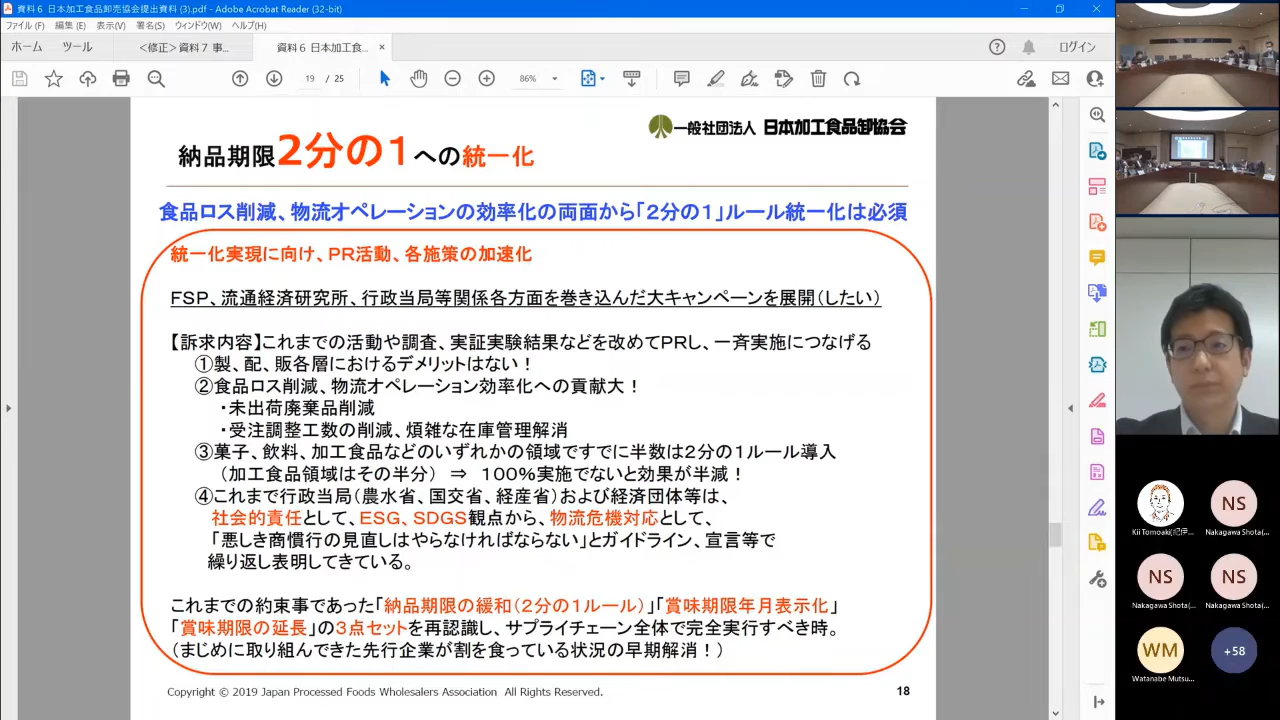 資料６ 日本加工食品卸売協会提出資料 (3).pdf - Adobe Acrobat Reader (32-bit)
ファイル(F) 編集(E) 表示(V) 署名(S) ウィンドウ(W) ヘルプ(H)
ホーム ツール <修正>資料７ 事... 資料６ 日本加工食... × ログイン
19 / 25 86%
一般社団法人 日本加工食品卸協会
納品期限２分の１への統一化
食品ロス削減、物流オペレーションの効率化の両面から「２分の１」ルール統一化は必須
統一化実現に向け、PR活動、各施策の加速化
FSP、流通経済研究所、行政当局等関係各方面を巻き込んだ大キャンペーンを展開（したい）
【訴求内容】これまでの活動や調査、実証実験結果などを改めてPRし、一斉実施につなげる
①製、配、販各層におけるデメリットはない！
②食品ロス削減、物流オペレーション効率化への貢献大！
・未出荷廃棄品削減
・受注調整工数の削減、煩雑な在庫管理解消
③菓子、飲料、加工食品などのいずれかの領域ですでに半数は２分の１ルール導入
（加工食品領域はその半分） ⇒ 100％実施でないと効果が半減！
④これまで行政当局（農水省、国交省、経産省）および経済団体等は、
社会的責任として、ESG、SDGS観点から、物流危機対応として、
「悪しき商慣行の見直しはやらなければならない」とガイドライン、宣言等で
繰り返し表明してきている。
これまでの約束事であった「納品期限の緩和（２分の１ルール）」「賞味期限年月表示化」
「賞味期限の延長」の３点セットを再認識し、サプライチェーン全体で完全実行すべき時。
（まじめに取り組んできた先行企業が割を食っている状況の早期解消！）
Copyright © 2019 Japan Processed Foods Wholesalers Association All Rights Reserved.
18
NS
Kii Tomoaki(紀伊... Nakagawa Shota(...
NS NS
Nakagawa Shota(... Nakagawa Shota(...
WM +58
Watanabe Mutsu...